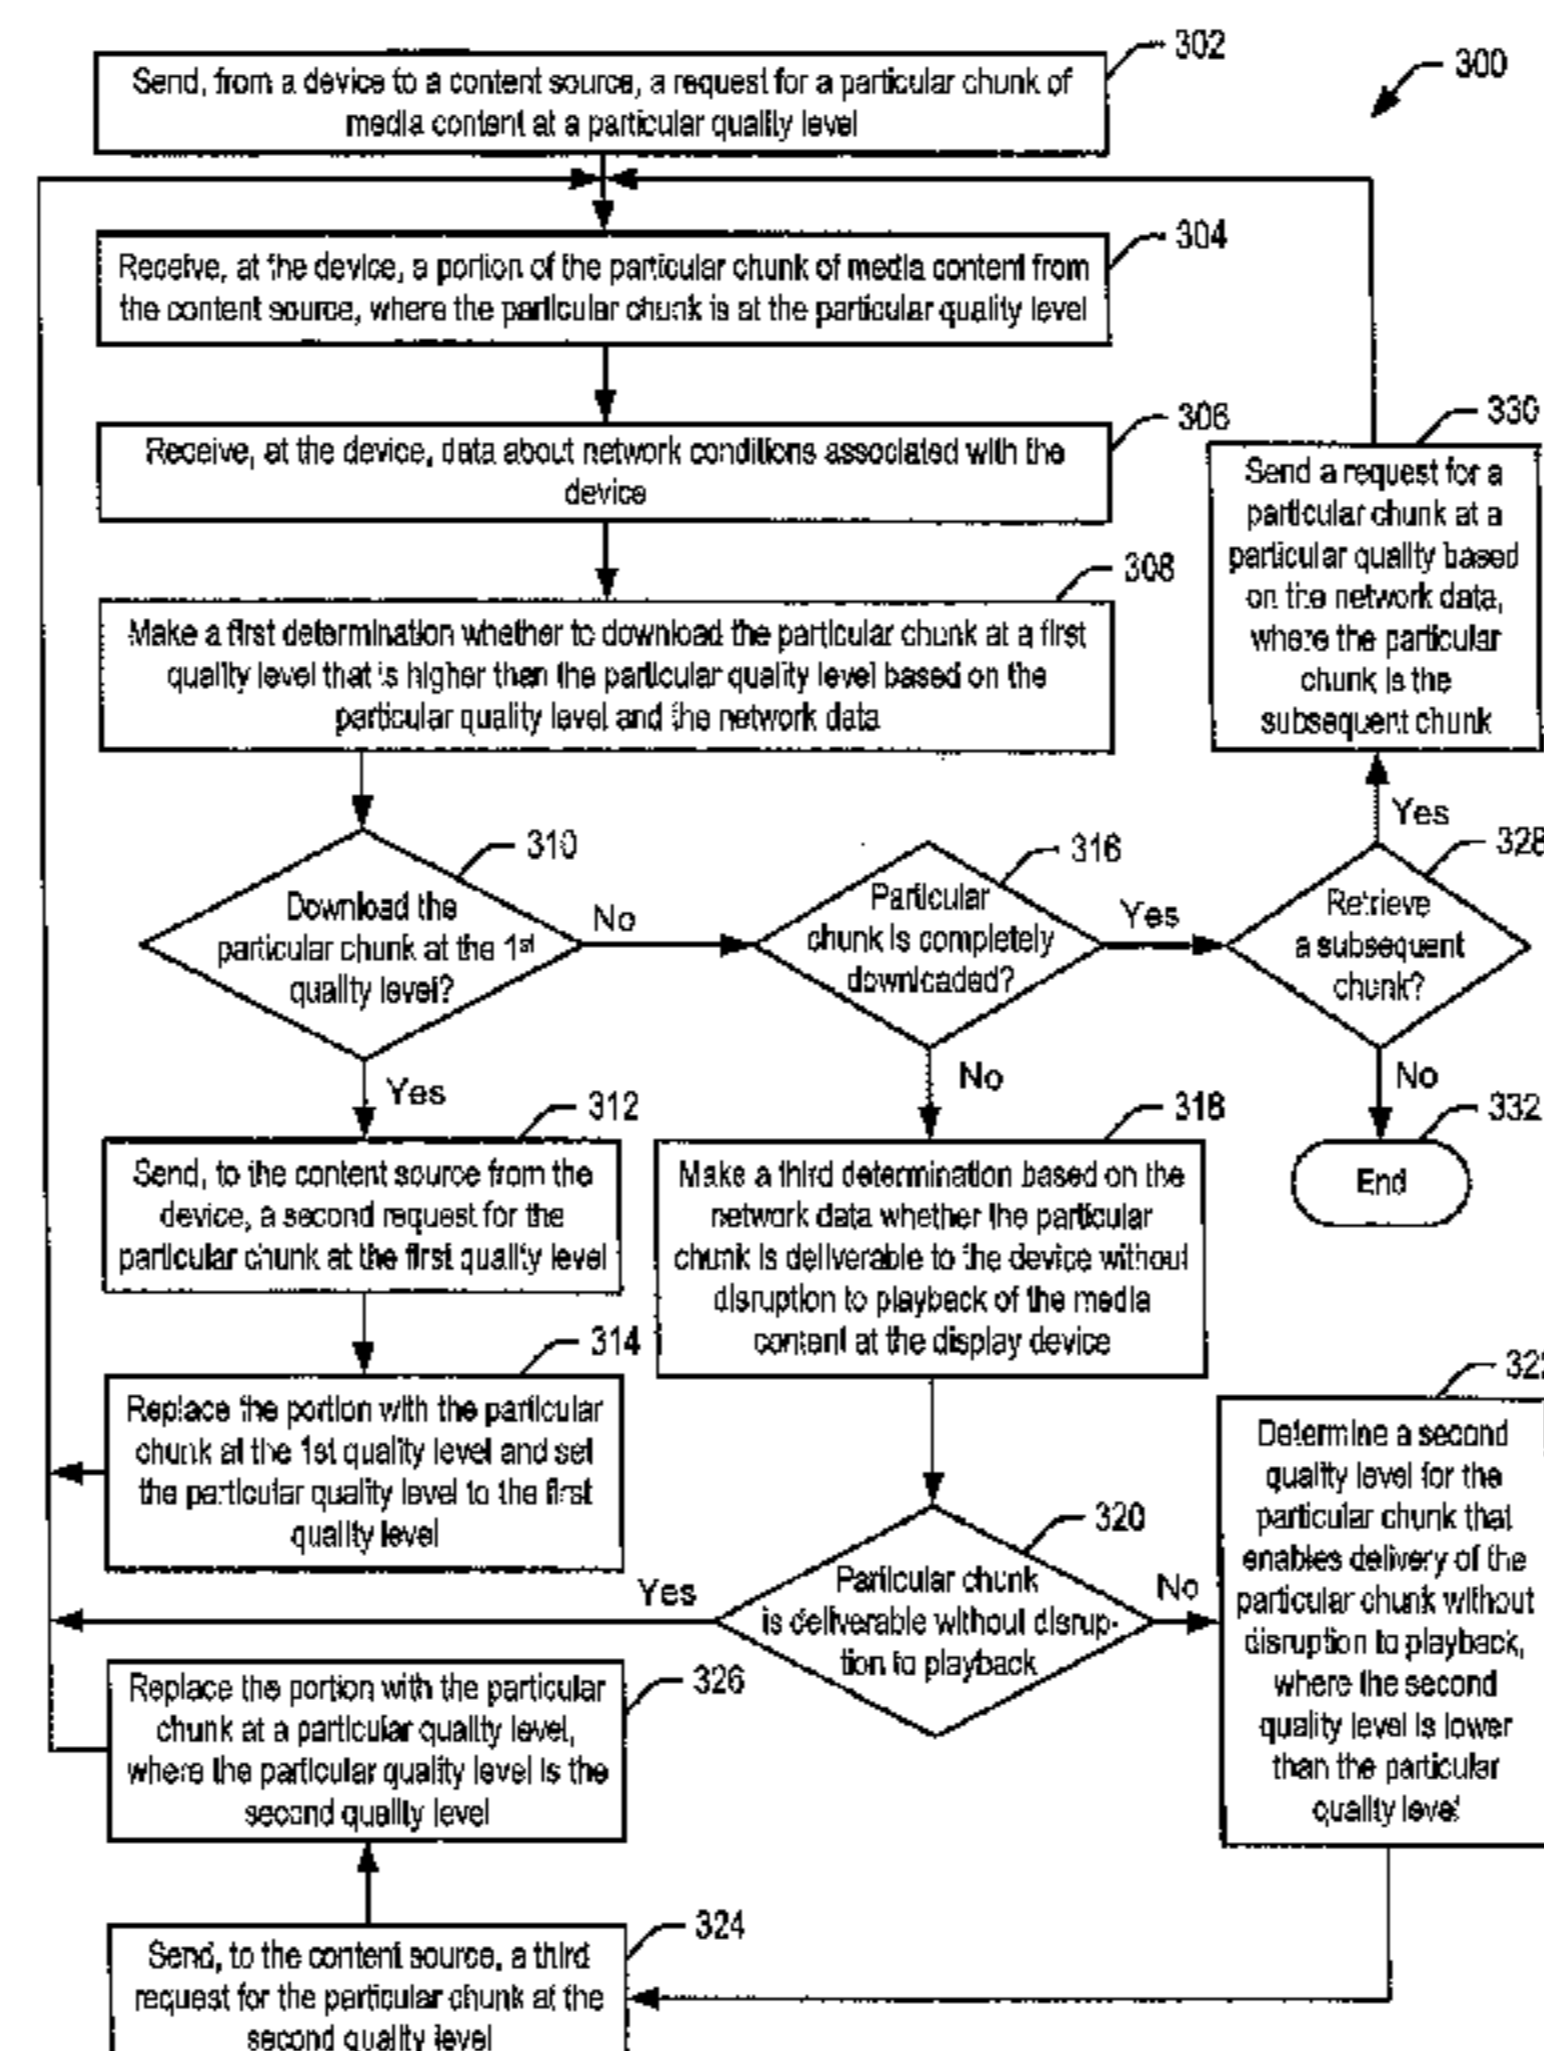 302
300
Send, from a device to a content source, a request for a particular chunk of
media content at a particular quality level
304
Receive, at the device, a portion of the particular chunk of media content from
the content source, where the particular chunk is at the particular quality level
306
Receive, at the device, data about network conditions associated with the
device
330
Send a request for a
particular chunk at a
particular quality based
on the network data,
where the particular
chunk is the
subsequent chunk
308
Make a first determination whether to download the particular chunk at a first
quality level that is higher than the particular quality level based on the
particular quality level and the network data
310
Download the
particular chunk at the 1st
quality level?
No
Yes
316
Particular
chunk is completely
downloaded?
Yes
No
328
Retrieve
a subsequent
chunk?
Yes
No
332
End
312
Send, to the content source from the
device, a second request for the
particular chunk at the first quality level
318
Make a third determination based on the
network data whether the particular
chunk is deliverable to the device without
disruption to playback of the media
content at the display device
314
Replace the portion with the particular
chunk at the 1st quality level and set
the particular quality level to the first
quality level
320
Particular chunk
is deliverable without disrup-
tion to playback
Yes
No
322
Determine a second
quality level for the
particular chunk that
enables delivery of the
particular chunk without
disruption to playback,
where the second
quality level is lower
than the particular
quality level
326
Replace the portion with the particular
chunk at a particular quality level,
where the particular quality level is the
second quality level
324
Send, to the content source, a third
request for the particular chunk at the
second quality level